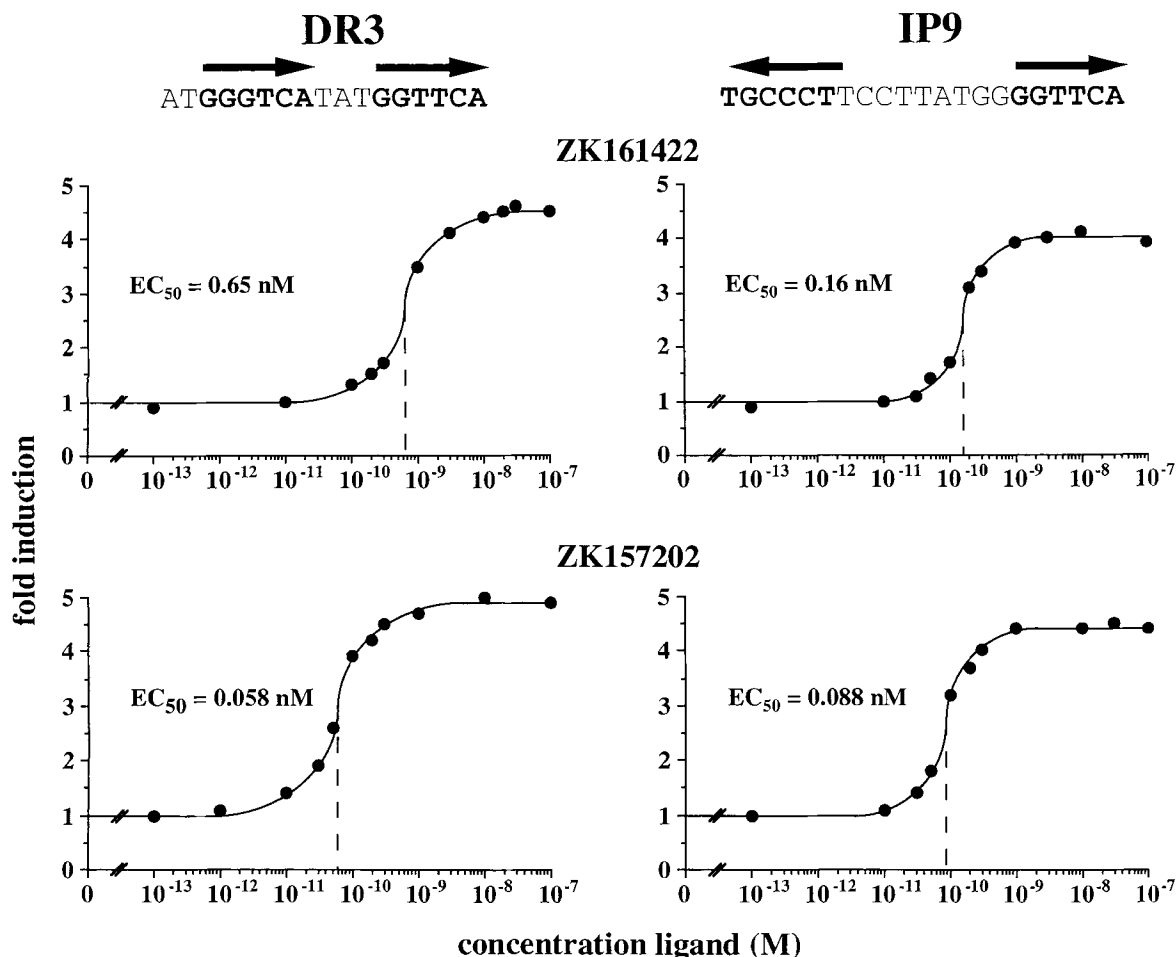 DR3 IP9
ATGGGTCATATGGTTCA TGCCCTTCCTTATGGGGTTCA
ZK161422
5 5
4 4
EC50 = 0.65 nM EC50 = 0.16 nM
3 3
2 2
1 1
0 0
0 10-13 10-12 10-11 10-10 10-9 10-8 10-7 0 10-13 10-12 10-11 10-10 10-9 10-8 10-7
ZK157202
fold induction
5 5
4 4
EC50 = 0.058 nM EC50 = 0.088 nM
3 3
2 2
1 1
0 0
0 10-13 10-12 10-11 10-10 10-9 10-8 10-7 0 10-13 10-12 10-11 10-10 10-9 10-8 10-7
concentration ligand (M)